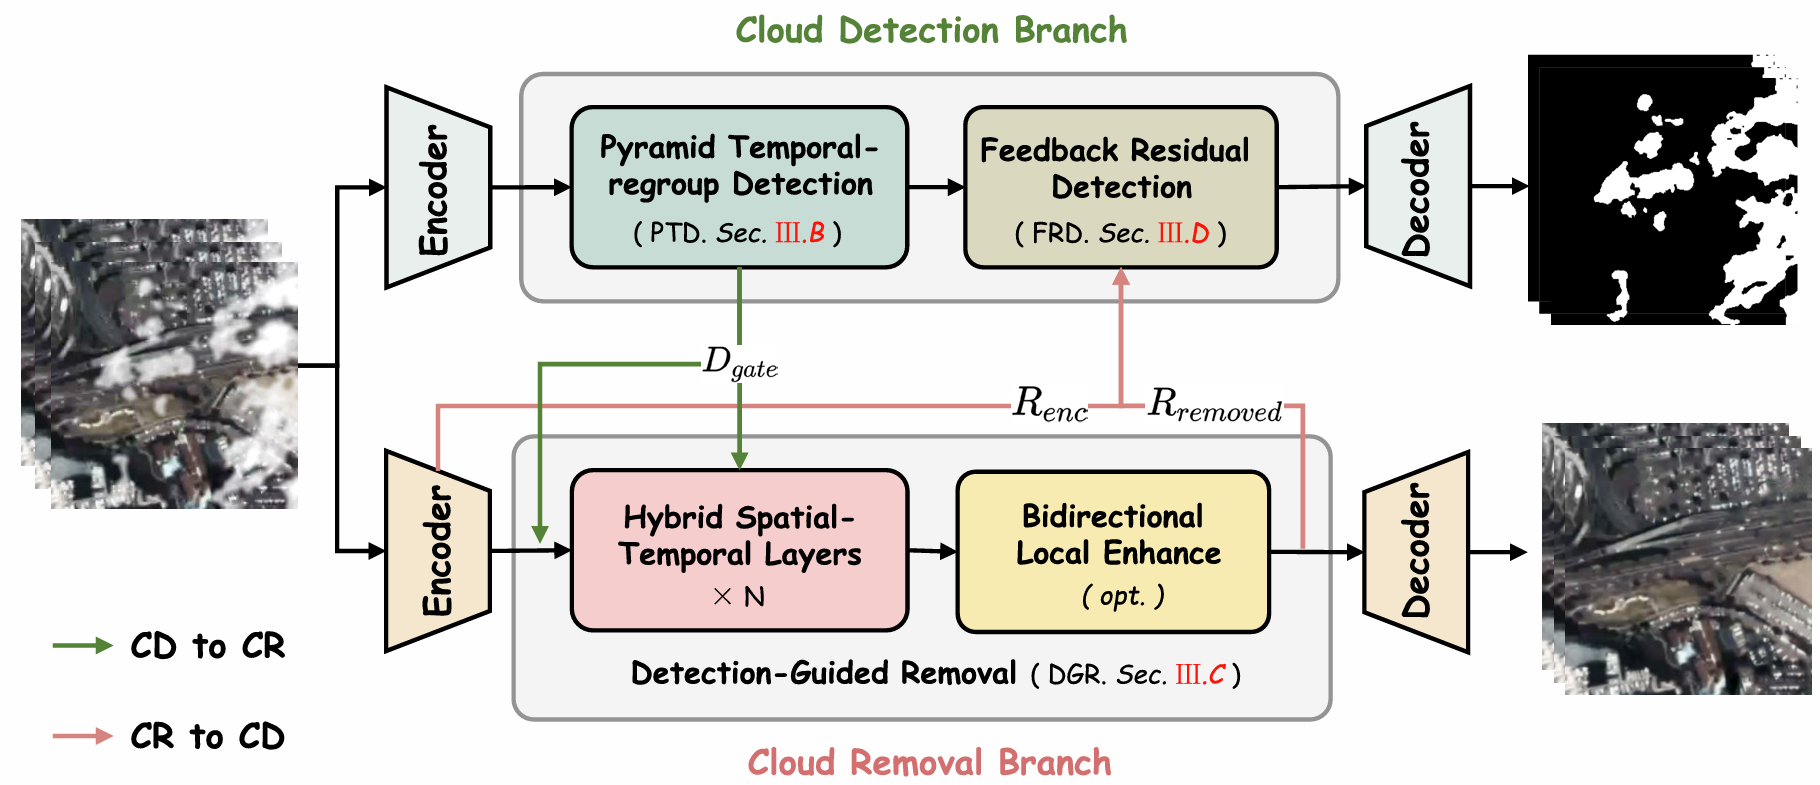 Cloud Detection Branch
Encoder
Pyramid Temporal-
regroup Detection
( PTD. Sec. III.B )
Feedback Residual
Detection
( FRD. Sec. III.D )
Decoder
D_gate
R_enc
R_removed
Encoder
Hybrid Spatial-
Temporal Layers
× N
Bidirectional
Local Enhance
( opt. )
Decoder
Detection-Guided Removal ( DGR. Sec. III.C )
CD to CR
CR to CD
Cloud Removal Branch